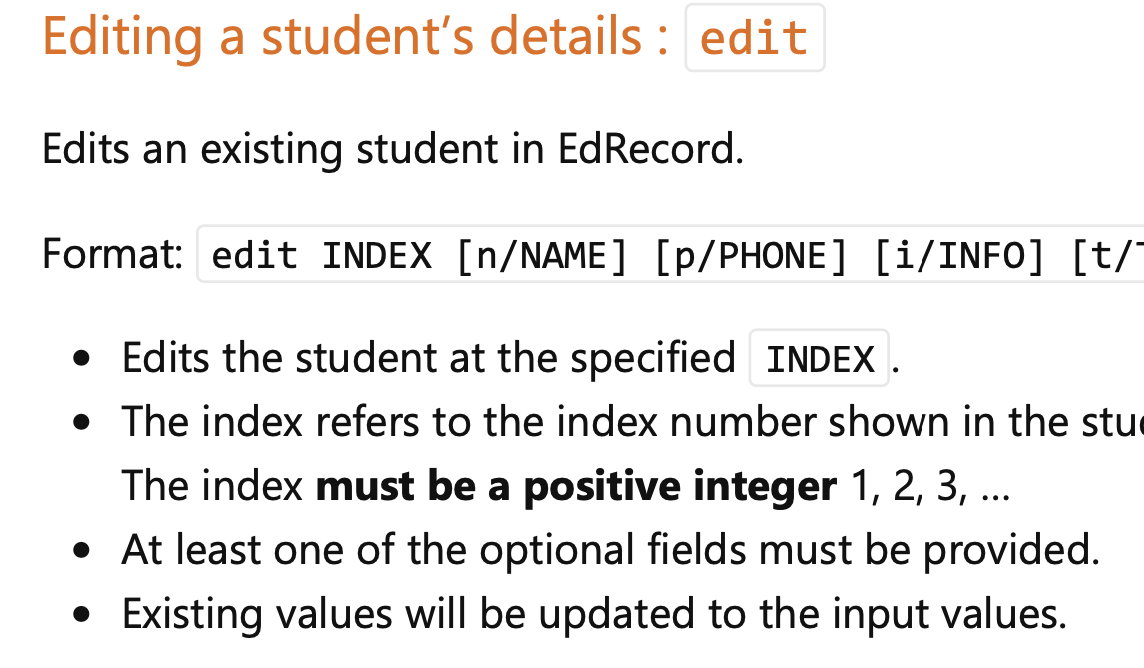 Editing a student’s details : edit
Edits an existing student in EdRecord.
Format: edit INDEX [n/NAME] [p/PHONE] [i/INFO] [t/
• Edits the student at the specified INDEX.
• The index refers to the index number shown in the
The index must be a positive integer 1, 2, 3, …
• At least one of the optional fields must be provided.
• Existing values will be updated to the input values.